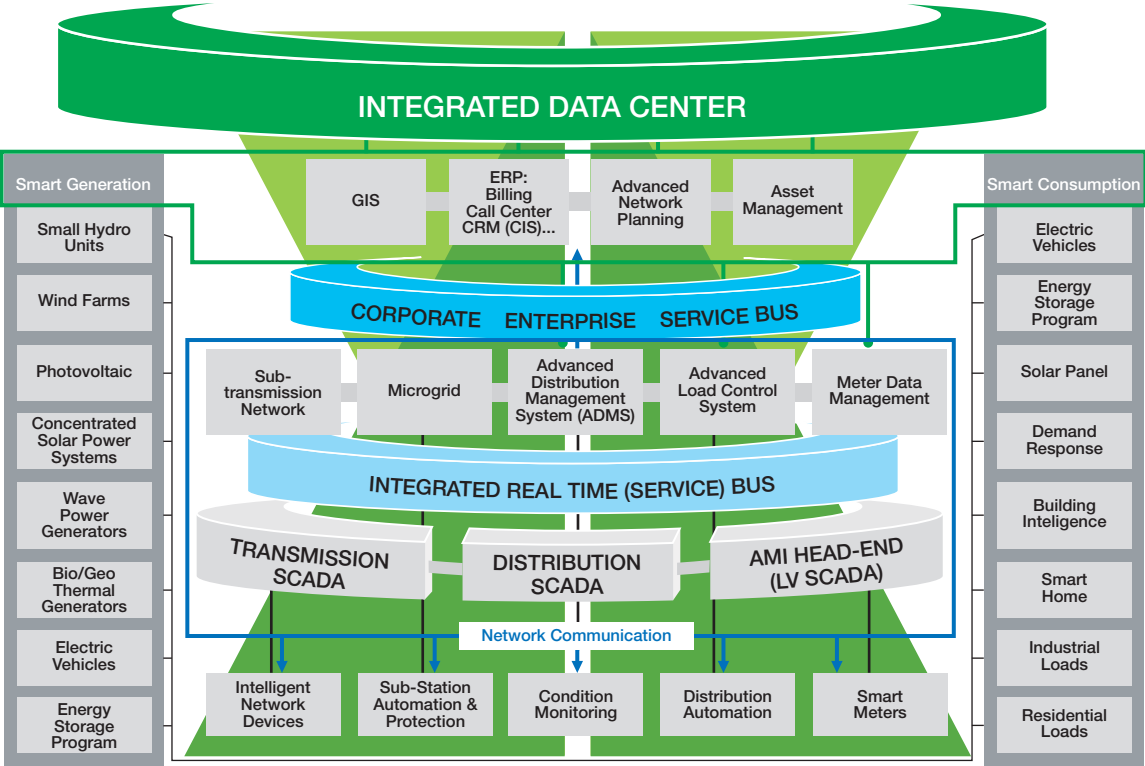 INTEGRATED DATA CENTER
Smart Generation
Small Hydro
Units
Wind Farms
Photovoltaic
Concentrated
Solar Power
Systems
Wave
Power
Generators
Bio/Geo
Thermal
Generators
Electric
Vehicles
Energy
Storage
Program
GIS
ERP:
Billing
Call Center
CRM (CIS)...
Advanced
Network
Planning
Asset
Management
CORPORATE ENTERPRISE SERVICE BUS
Sub-
transmission
Network
Microgrid
Advanced
Distribution
Management
System (ADMS)
Advanced
Load Control
System
Meter Data
Management
INTEGRATED REAL TIME (SERVICE) BUS
TRANSMISSION
SCADA
DISTRIBUTION
SCADA
AMI HEAD-END
(LV SCADA)
Network Communication
Intelligent
Network
Devices
Sub-Station
Automation &
Protection
Condition
Monitoring
Distribution
Automation
Smart
Meters
Smart Consumption
Electric
Vehicles
Energy
Storage
Program
Solar Panel
Demand
Response
Building
Inteligence
Smart
Home
Industrial
Loads
Residential
Loads